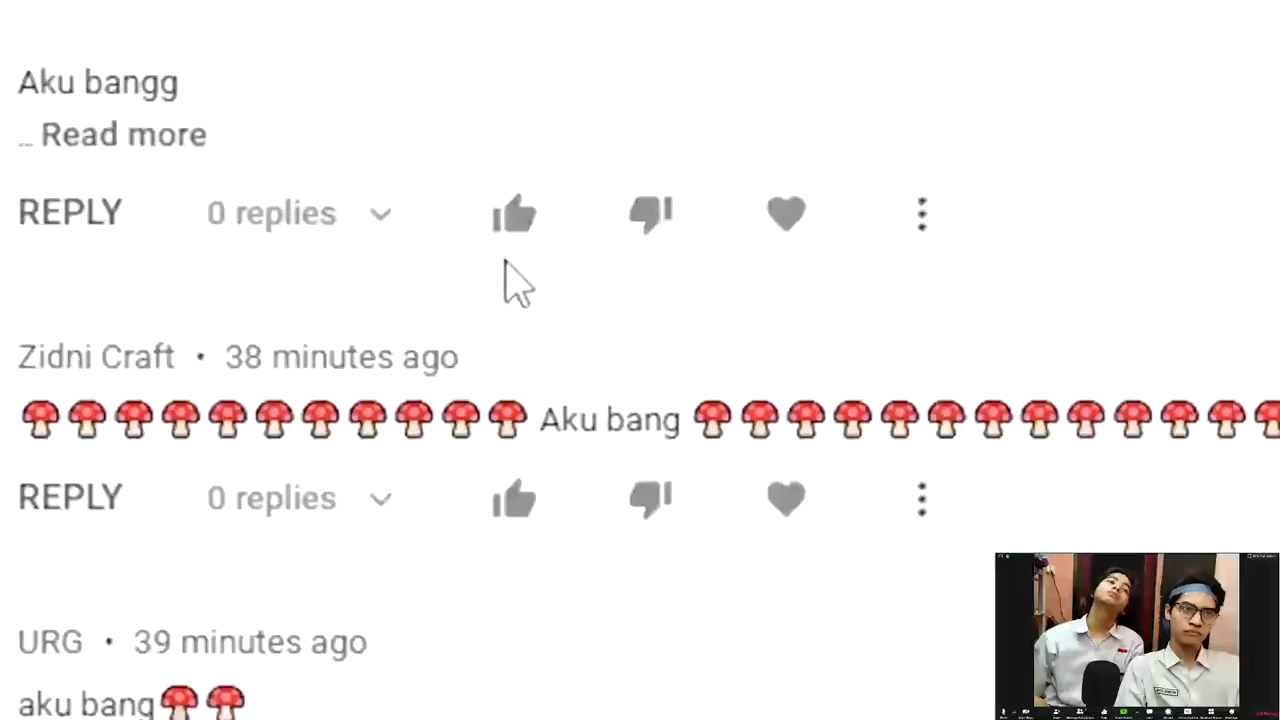 Aku bangg
... Read more
REPLY 0 replies
Zidni Craft • 38 minutes ago
🍄🍄🍄🍄🍄🍄🍄🍄🍄🍄🍄 Aku bang 🍄🍄🍄🍄🍄🍄🍄🍄🍄🍄🍄🍄🍄
REPLY 0 replies
URG • 39 minutes ago
aku bang🍄🍄